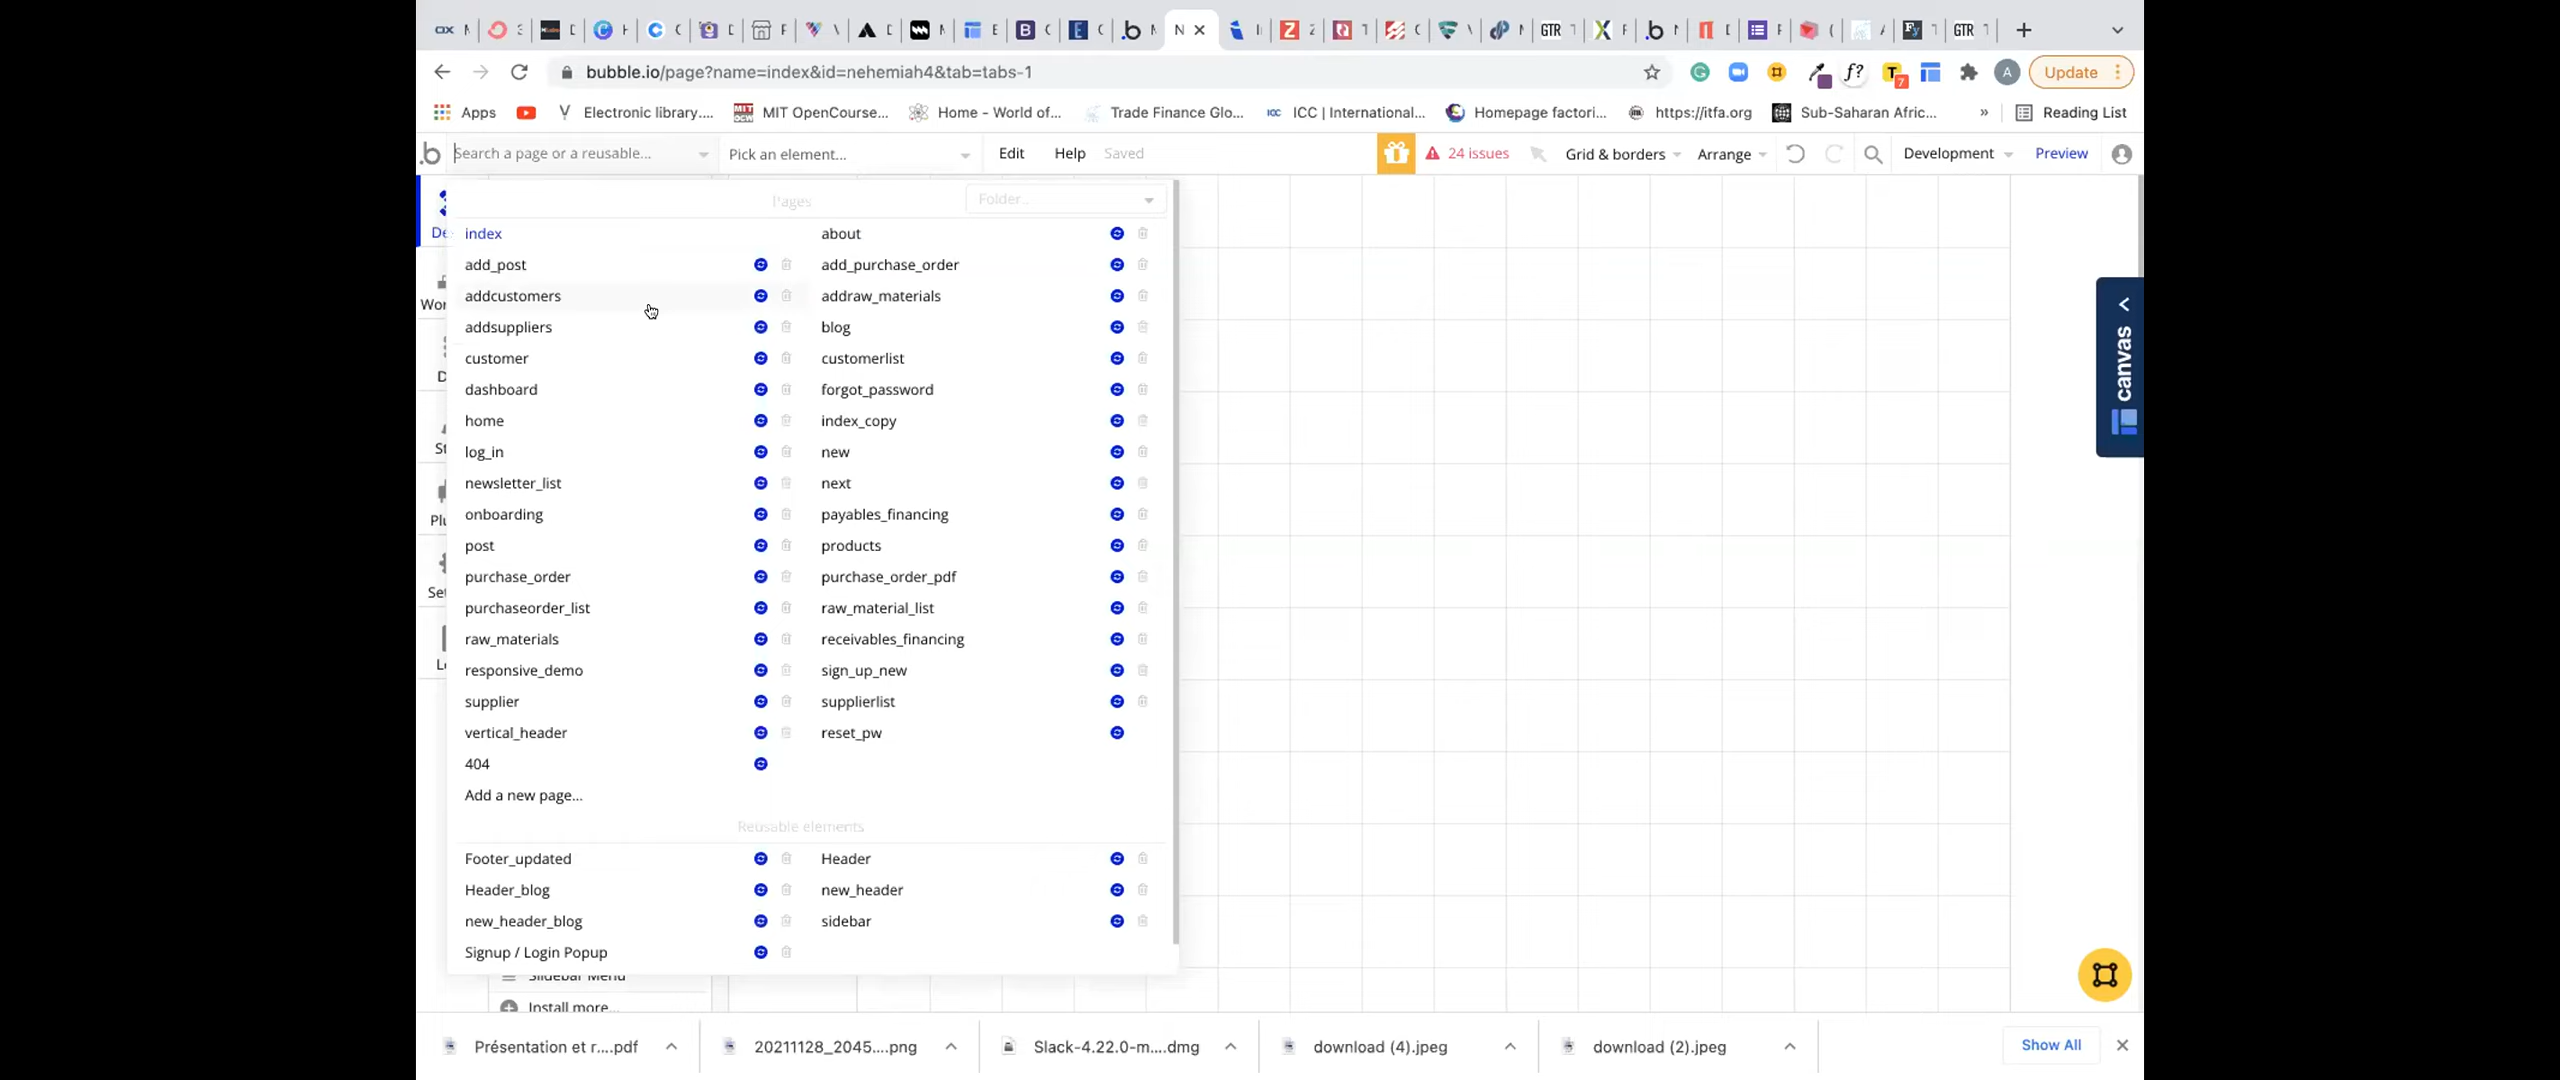 bubble.io/page?name=index&id=nehemiah4&tab=tabs-1
Update
Apps
Electronic library....
MIT OpenCourse...
Home - World of...
Trade Finance Glo...
ICC | International...
Homepage factori...
https://itfa.org
Sub-Saharan Afric...
»
Reading List
Search a page or a reusable...
Pick an element...
Edit
Help
Saved
24 issues
Grid & borders
Arrange
Development
Preview
Pages
Folder...
index
about
add_post
add_purchase_order
addcustomers
addraw_materials
addsuppliers
blog
customer
customerlist
dashboard
forgot_password
home
index_copy
log_in
new
newsletter_list
next
onboarding
payables_financing
post
products
purchase_order
purchase_order_pdf
purchaseorder_list
raw_material_list
raw_materials
receivables_financing
responsive_demo
sign_up_new
supplier
supplierlist
vertical_header
reset_pw
404
Add a new page...
Reusable elements
Footer_updated
Header
Header_blog
new_header
new_header_blog
sidebar
Signup / Login Popup
Slidebar Menu
Install more...
canvas
Présentation et r....pdf
20211128_2045....png
Slack-4.22.0-m....dmg
download (4).jpeg
download (2).jpeg
Show All